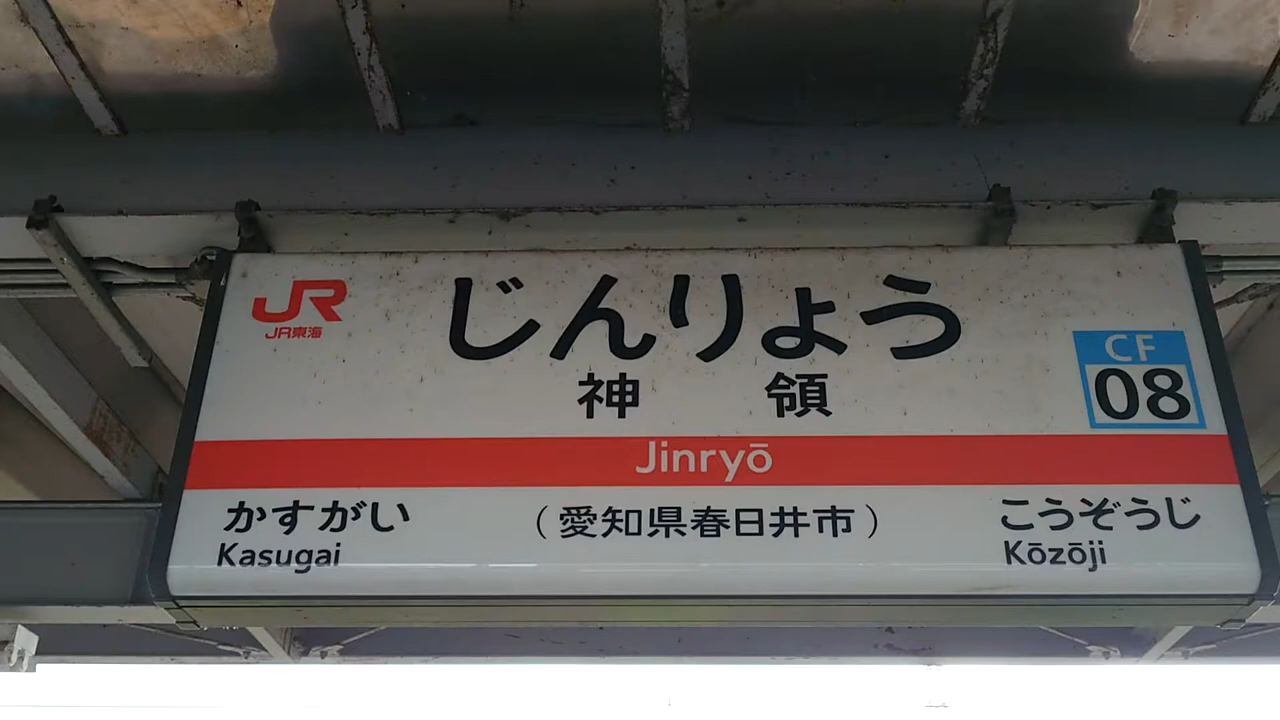 JR
JR東海
じんりょう
神領
CF
08
Jinryō
かすがい
Kasugai
（愛知県春日井市）
こうぞうじ
Kōzōji